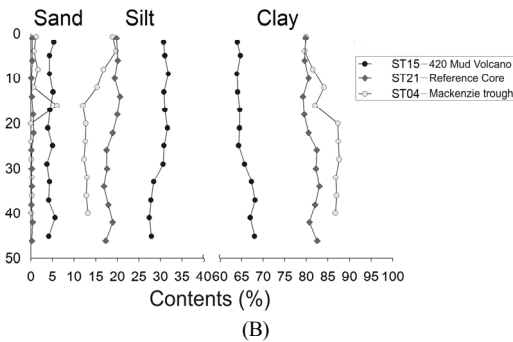 Sand Silt Clay
0
10
20
30
40
50
0 5 10 15 20 25 30 35 40 60 65 70 75 80 85 90 95 100
Contents (%)
ST15—420 Mud Volcano
ST21—Reference Core
ST04—Mackenzie trough
(B)